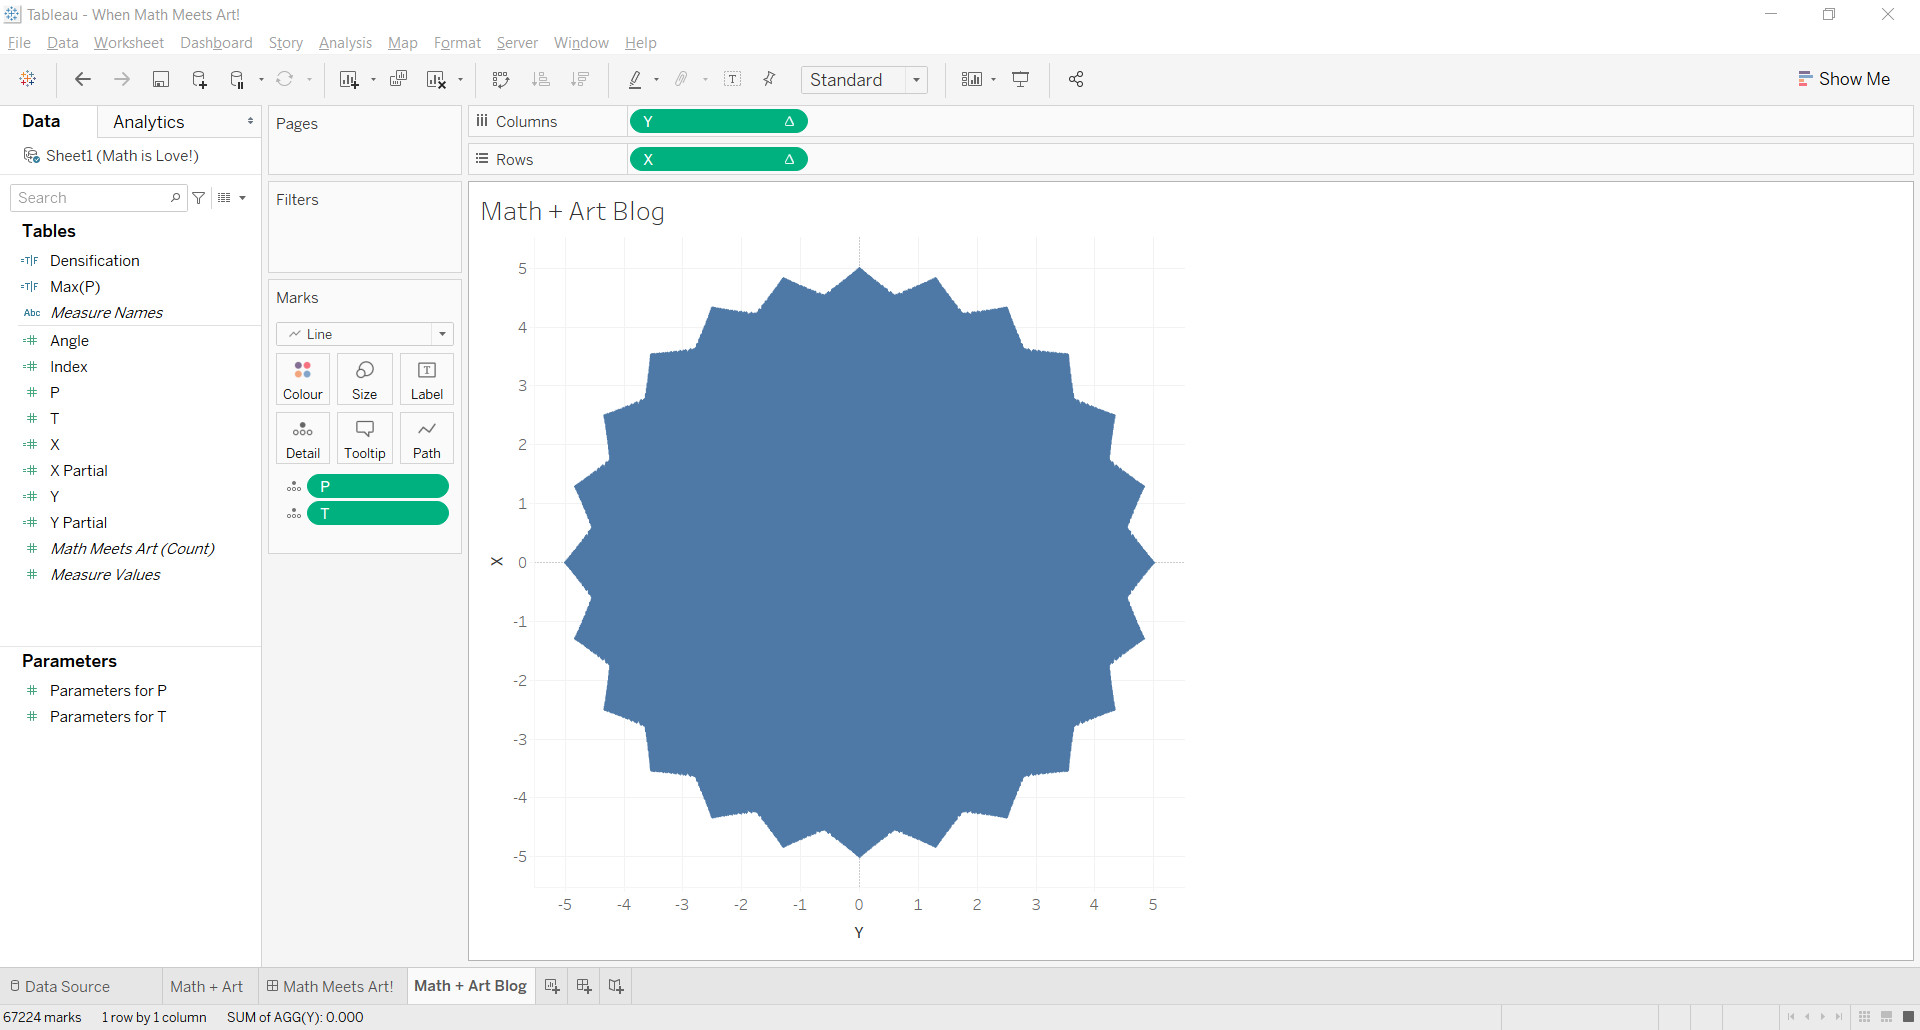 Tableau - When Math Meets Art!
File Data Worksheet Dashboard Story Analysis Map Format Server Window Help
Standard
Show Me
Data Analytics
Sheet1 (Math is Love!)
Search
Tables
=T|F Densification
=T|F Max(P)
Abc Measure Names
Angle
Index
P
T
X
X Partial
Y
Y Partial
Math Meets Art (Count)
Measure Values
Parameters
Parameters for P
Parameters for T
Pages
Filters
Marks
Line
Colour Size Label
Detail Tooltip Path
P
T
Columns Y Δ
Rows X Δ
Math + Art Blog
5
4
3
2
1
X 0
-1
-2
-3
-4
-5
-5 -4 -3 -2 -1 0 1 2 3 4 5
Y
Data Source Math + Art Math Meets Art! Math + Art Blog
67224 marks 1 row by 1 column SUM of AGG(Y): 0.000